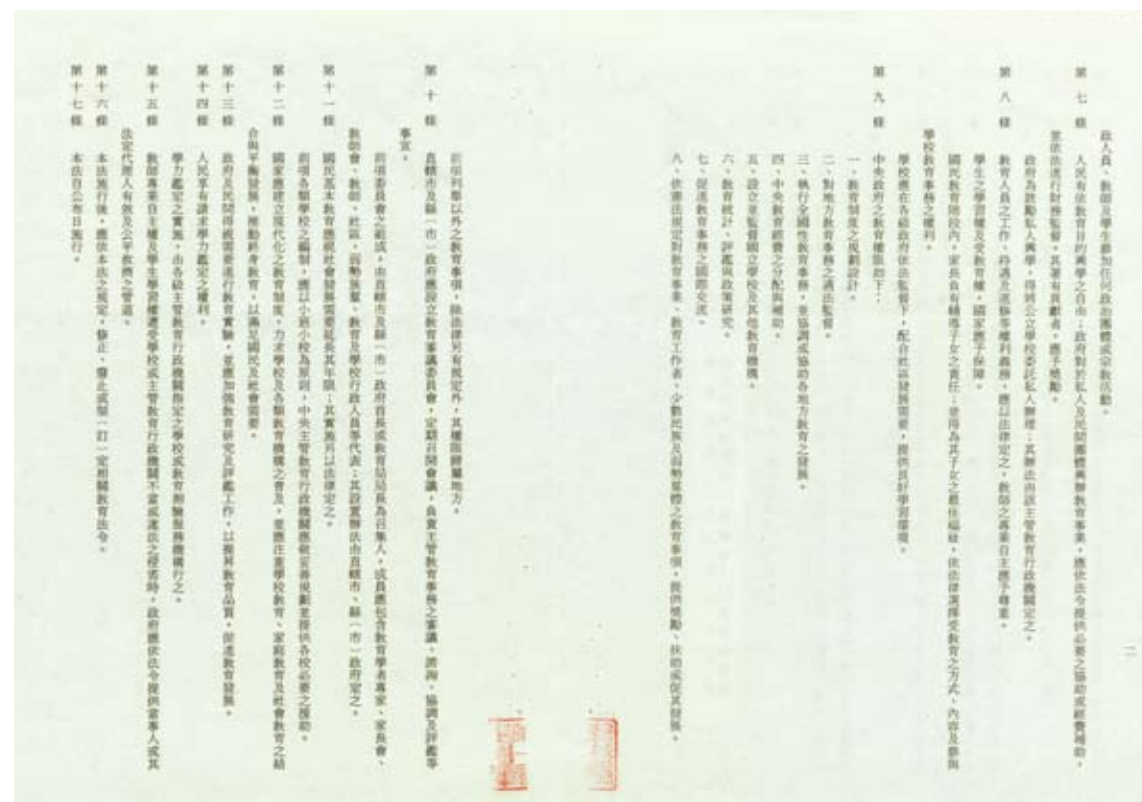 二
政人員、教師及學生參加任何政治團體或宗教活動。
第七條 人民有依教育目的興學之自由；政府對於私人及民間團體興辦教育事業，應依法令提供必要之協助或經費補助，
並依法進行財務監督。其著有貢獻者，應予獎勵。
政府為鼓勵私人興學，得將公立學校委託私人辦理；其辦法由該主管教育行政機關定之。
第八條 教育人員之工作、待遇及進修等權利義務，應以法律定之，教師之專業自主應予尊重。
學生之學習權及受教育權，國家應予保障。
國民教育階段內，家長負有輔導子女之責任；並得為其子女之最佳福祉，依法律選擇受教育之方式、內容及參與
學校教育事務之權利。
學校應在各級政府依法監督下，配合社區發展需要，提供良好學習環境。
第九條 中央政府之教育權限如下：
一、教育制度之規劃設計。
二、對地方教育事務之適法監督。
三、執行全國性教育事務，並協調或協助各地方教育之發展。
四、中央教育經費之分配與補助。
五、設立並監督國立學校及其他教育機構。
六、教育統計、評鑑與政策研究。
七、促進教育事務之國際交流。
八、依憲法規定對教育事業、教育工作者、少數民族及弱勢群體之教育事項，提供獎勵、扶助或促其發展。
前項列舉以外之教育事項，除法律另有規定外，其權限歸屬地方。
第十條 直轄市及縣（市）政府應設立教育審議委員會，定期召開會議，負責主管教育事務之審議、諮詢、協調及評鑑等
事宜。
前項委員會之組成，由直轄市及縣（市）政府首長或教育局局長為召集人，成員應包含教育學者專家、家長會、
教師會、教師、社區、弱勢族群、教育及學校行政人員等代表；其設置辦法由直轄市、縣（市）政府定之。
第十一條 國民基本教育應視社會發展需要延長其年限；其實施另以法律定之。
前項各類學校之編制，應以小班小校為原則，中央主管教育行政機關應做妥善規劃並提供各校必要之援助。
第十二條 國家應建立現代化之教育制度，力求學校及各類教育機構之普及，並應注重學校教育、家庭教育及社會教育之結
合與平衡發展，推動終身教育，以滿足國民及社會需要。
第十三條 政府及民間得視需要進行教育實驗，並應加強教育研究及評鑑工作，以提昇教育品質，促進教育發展。
第十四條 人民享有請求學力鑑定之權利。
學力鑑定之實施，由各級主管教育行政機關指定之學校或教育測驗服務機構行之。
第十五條 教師專業自主權及學生學習權遭受學校或主管教育行政機關不當或違法之侵害時，政府應依法令提供當事人或其
法定代理人有效及公平救濟之管道。
第十六條 本法施行後，應依本法之規定，修正、廢止或制（訂）定相關教育法令。
第十七條 本法自公布日施行。